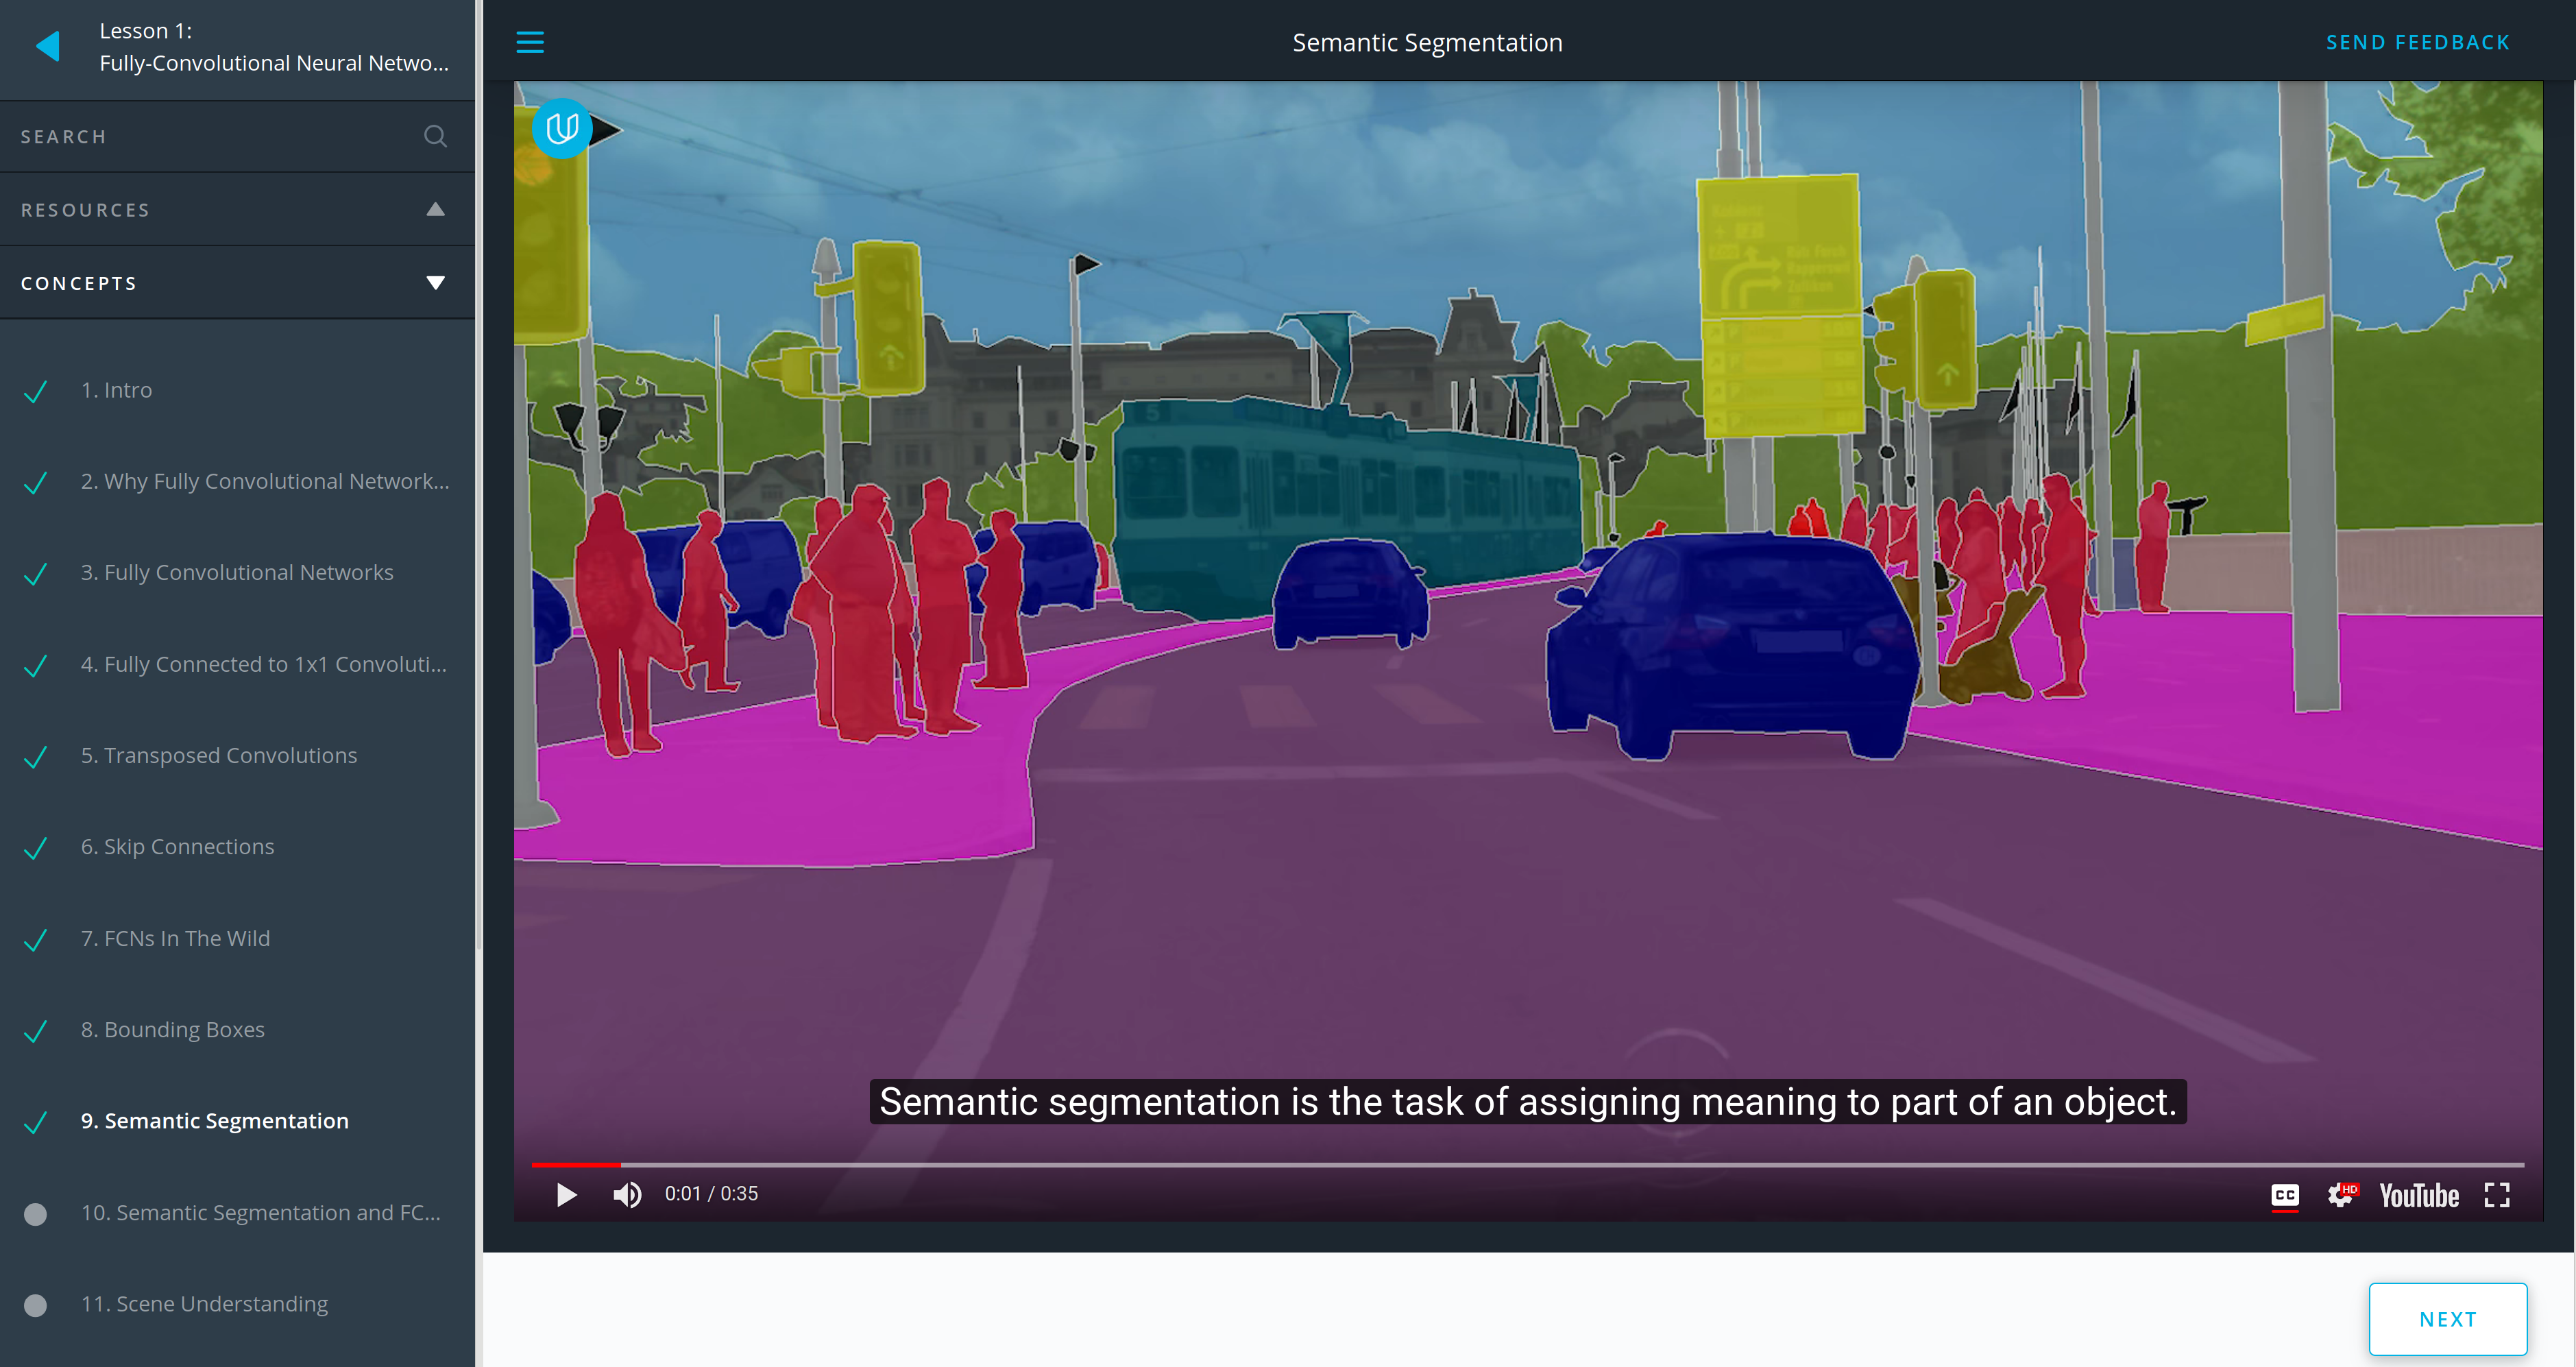 Lesson 1:
Fully-Convolutional Neural Netwo...
SEARCH
RESOURCES
CONCEPTS
1. Intro
2. Why Fully Convolutional Network...
3. Fully Convolutional Networks
4. Fully Connected to 1x1 Convoluti...
5. Transposed Convolutions
6. Skip Connections
7. FCNs In The Wild
8. Bounding Boxes
9. Semantic Segmentation
10. Semantic Segmentation and FC...
11. Scene Understanding
Semantic Segmentation
SEND FEEDBACK
5
Semantic segmentation is the task of assigning meaning to part of an object.
0:01 / 0:35
CC
HD
YouTube
NEXT